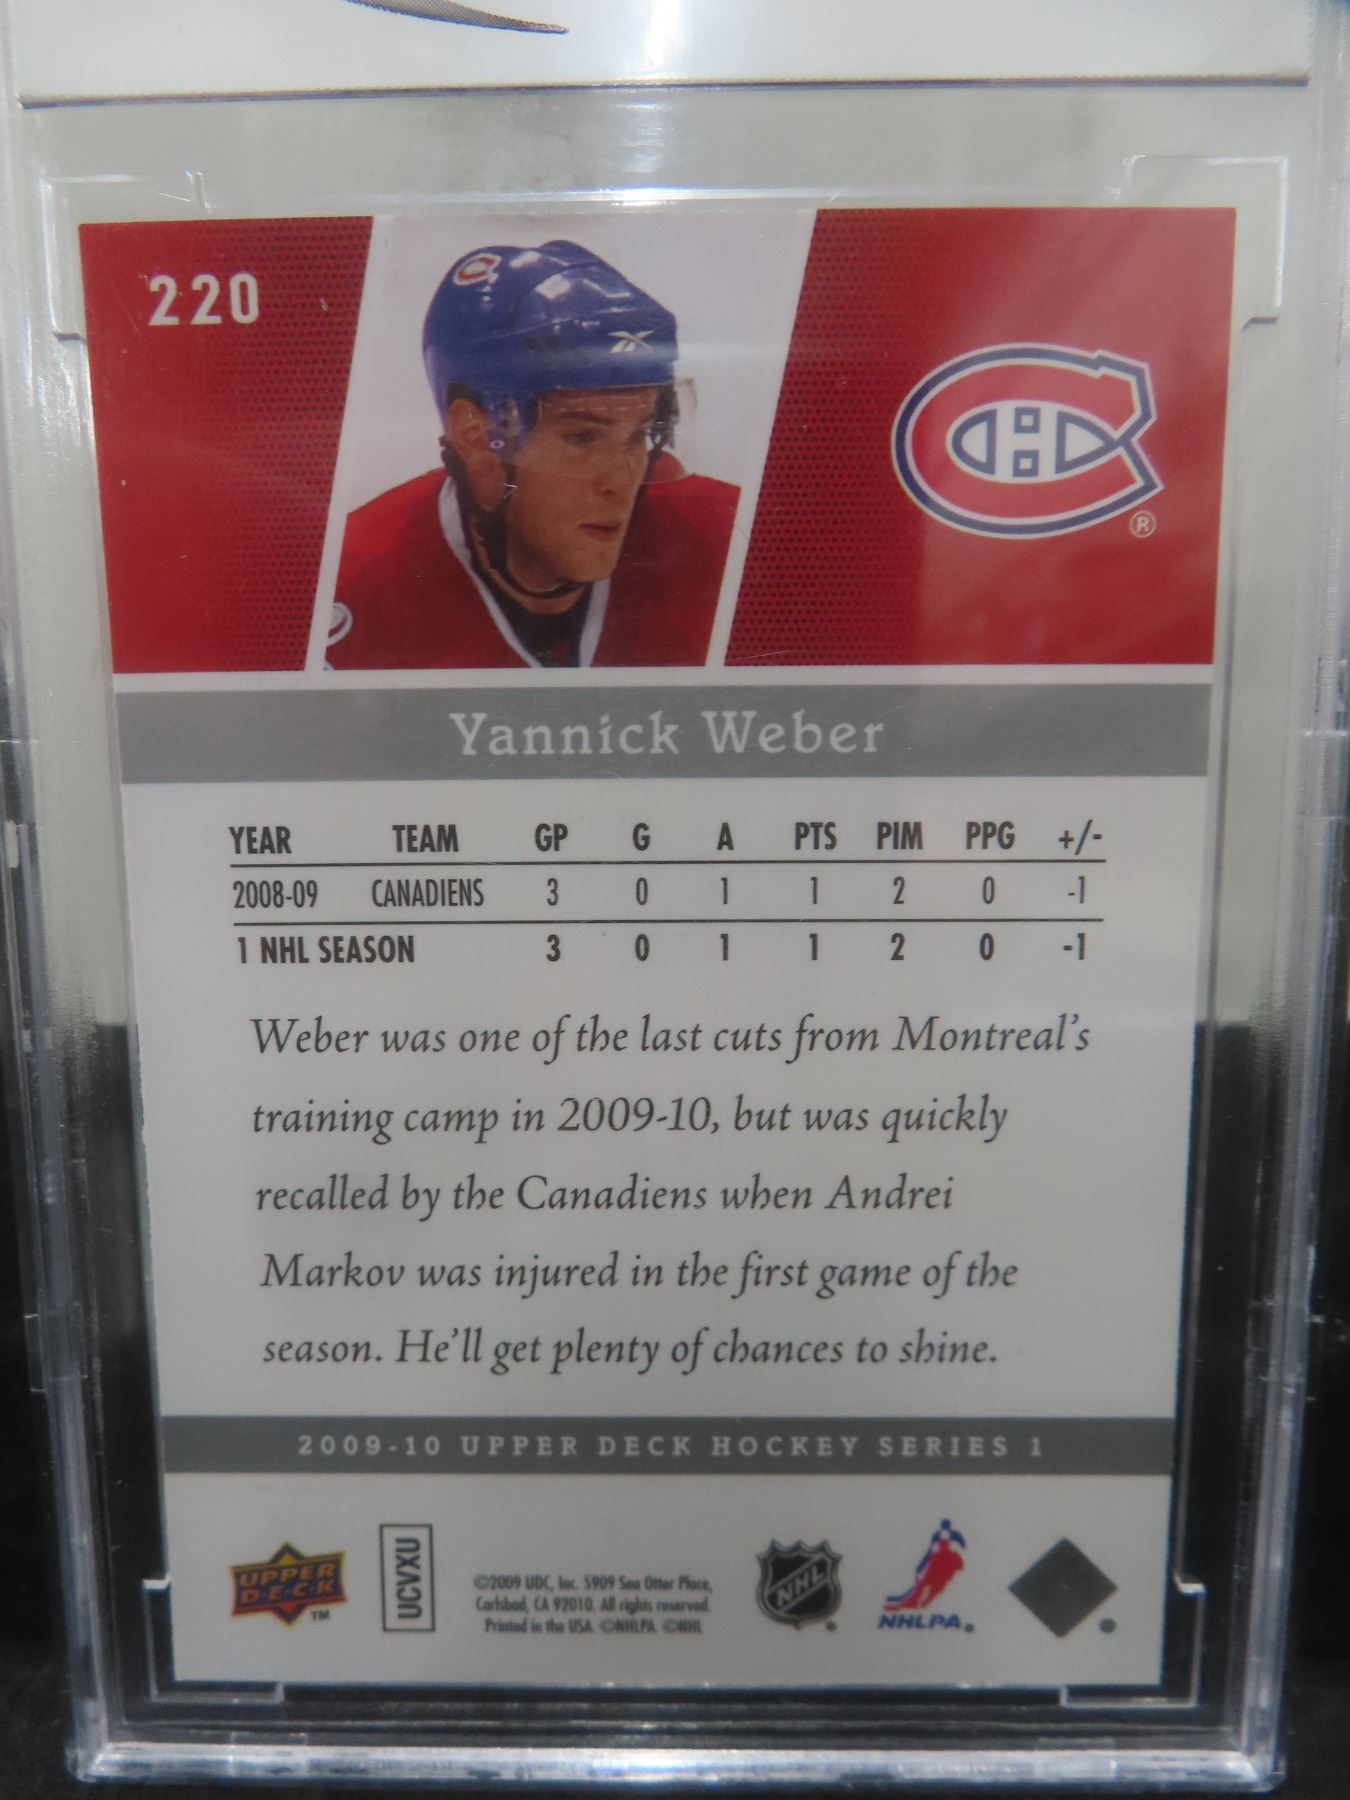 220
®
Yannick Weber
YEAR TEAM GP G A PTS PIM PPG +/-
2008-09 CANADIENS 3 0 1 1 2 0 -1
1 NHL SEASON 3 0 1 1 2 0 -1
Weber was one of the last cuts from Montreal's
training camp in 2009-10, but was quickly
recalled by the Canadiens when Andrei
Markov was injured in the first game of the
season. He'll get plenty of chances to shine.
2009-10 UPPER DECK HOCKEY SERIES 1
UPPER
D·E·C·K
TM
UCVXU
©2009 UDC, Inc. 5909 Sea Otter Place,
Carlsbad, CA 92010. All rights reserved.
Printed in the USA. ©NHLPA ©NHL
NHL
NHLPA